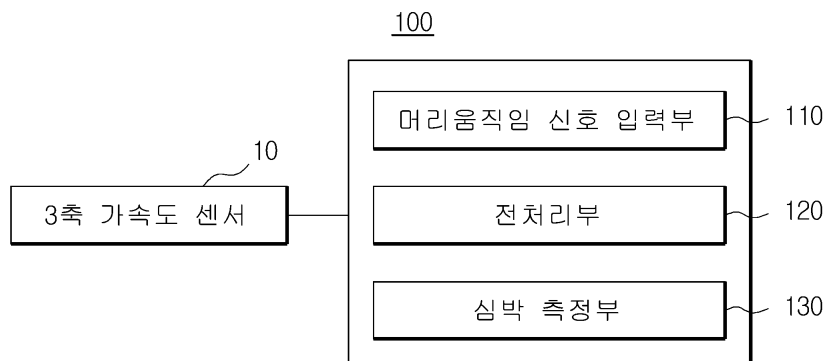 100
머리움직임 신호 입력부
110
10
3축 가속도 센서
전처리부
120
심박 측정부
130